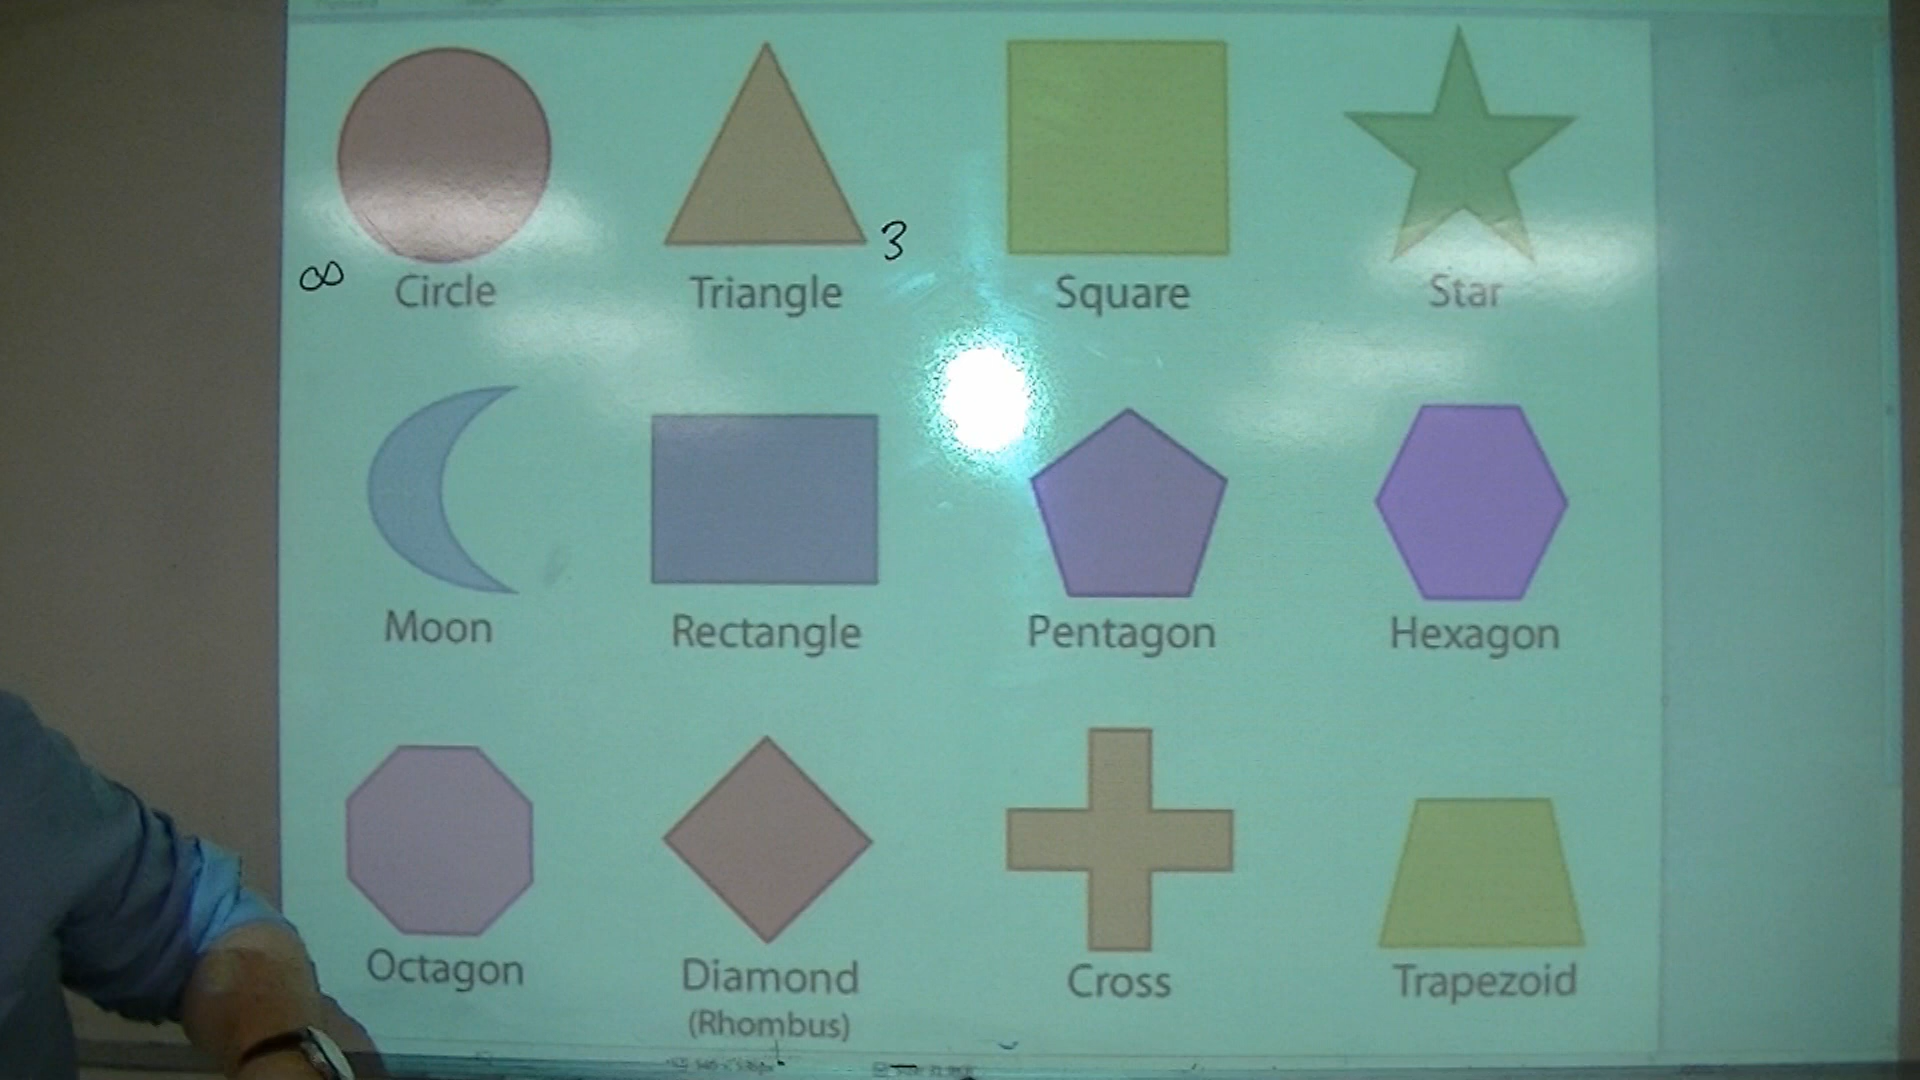 3
∞ Circle Triangle Square Star
Moon Rectangle Pentagon Hexagon
Octagon Diamond Cross Trapezoid
(Rhombus)